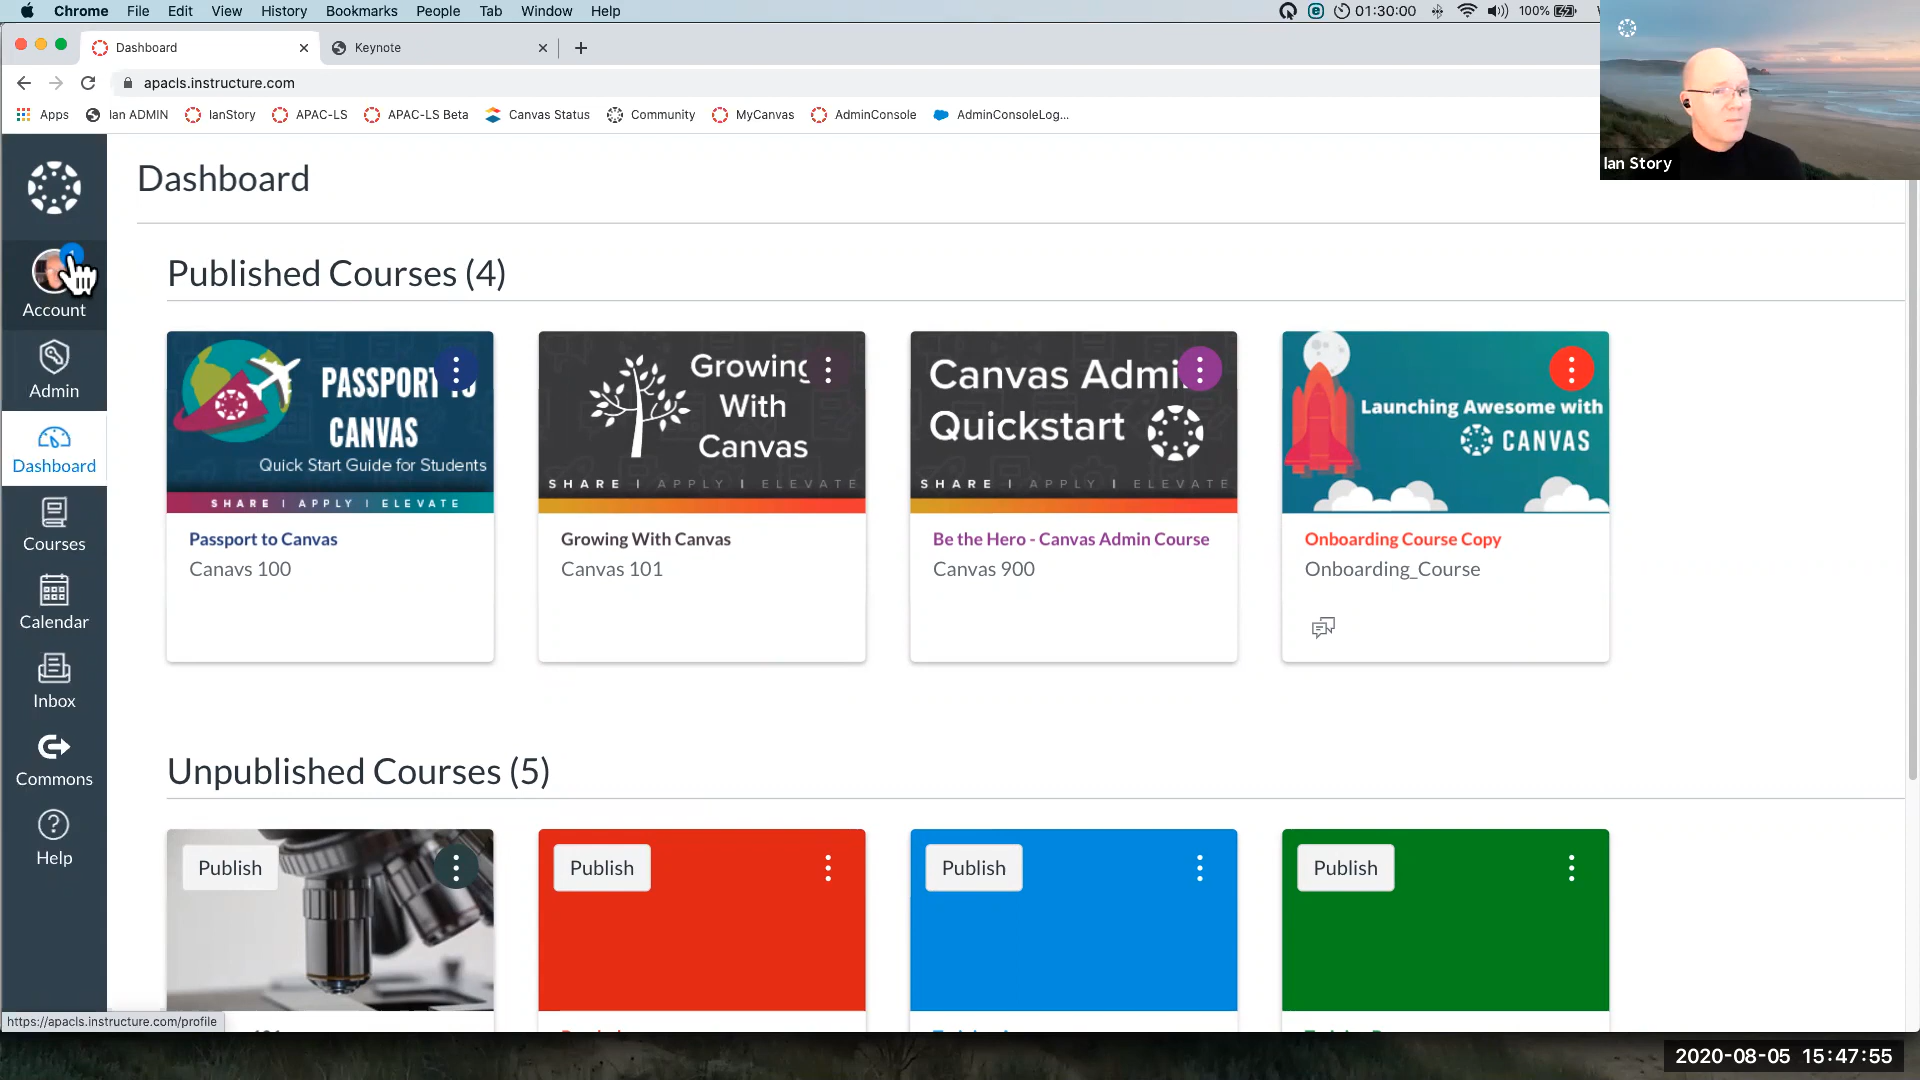 Chrome File Edit View History Bookmarks People Tab Window Help
01:30:00 100%
Dashboard
Keynote
apacls.instructure.com
Apps Ian ADMIN IanStory APAC-LS APAC-LS Beta Canvas Status Community MyCanvas AdminConsole AdminConsoleLog...
Ian Story
Dashboard
Account
Admin
Dashboard
Courses
Calendar
Inbox
Commons
Help
Published Courses (4)
PASSPORT
CANVAS
Quick Start Guide for Students
SHARE | APPLY | ELEVATE
Passport to Canvas
Canavs 100
Growing
With
Canvas
SHARE | APPLY | ELEVATE
Growing With Canvas
Canvas 101
Canvas Admi
Quickstart
SHARE | APPLY | ELEVATE
Be the Hero - Canvas Admin Course
Canvas 900
Launching Awesome with
CANVAS
Onboarding Course Copy
Onboarding_Course
Unpublished Courses (5)
Publish
Publish
Publish
Publish
https://apacls.instructure.com/profile
2020-08-05 15:47:55